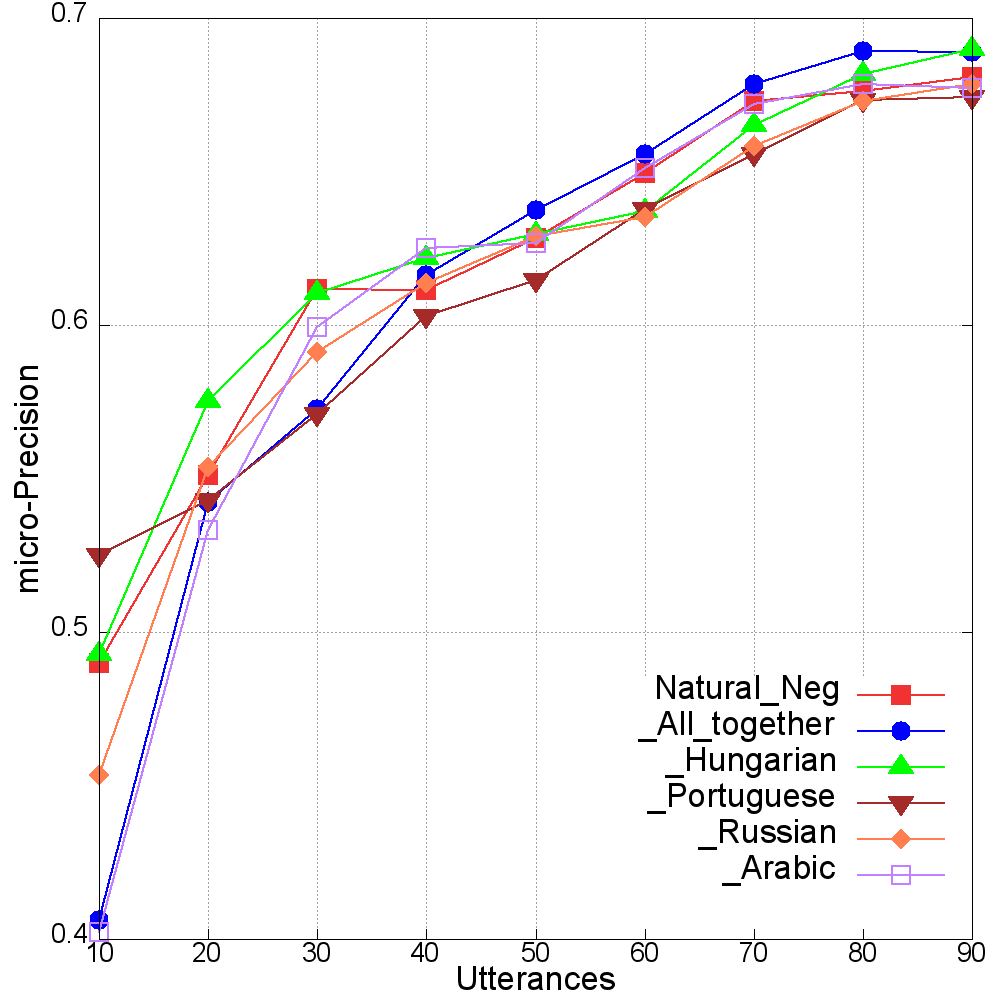 0.7
0.6
0.5
0.4
micro-Precision
10 20 30 40 50 60 70 80 90
Utterances
Natural_Neg
_All_together
_Hungarian
_Portuguese
_Russian
_Arabic